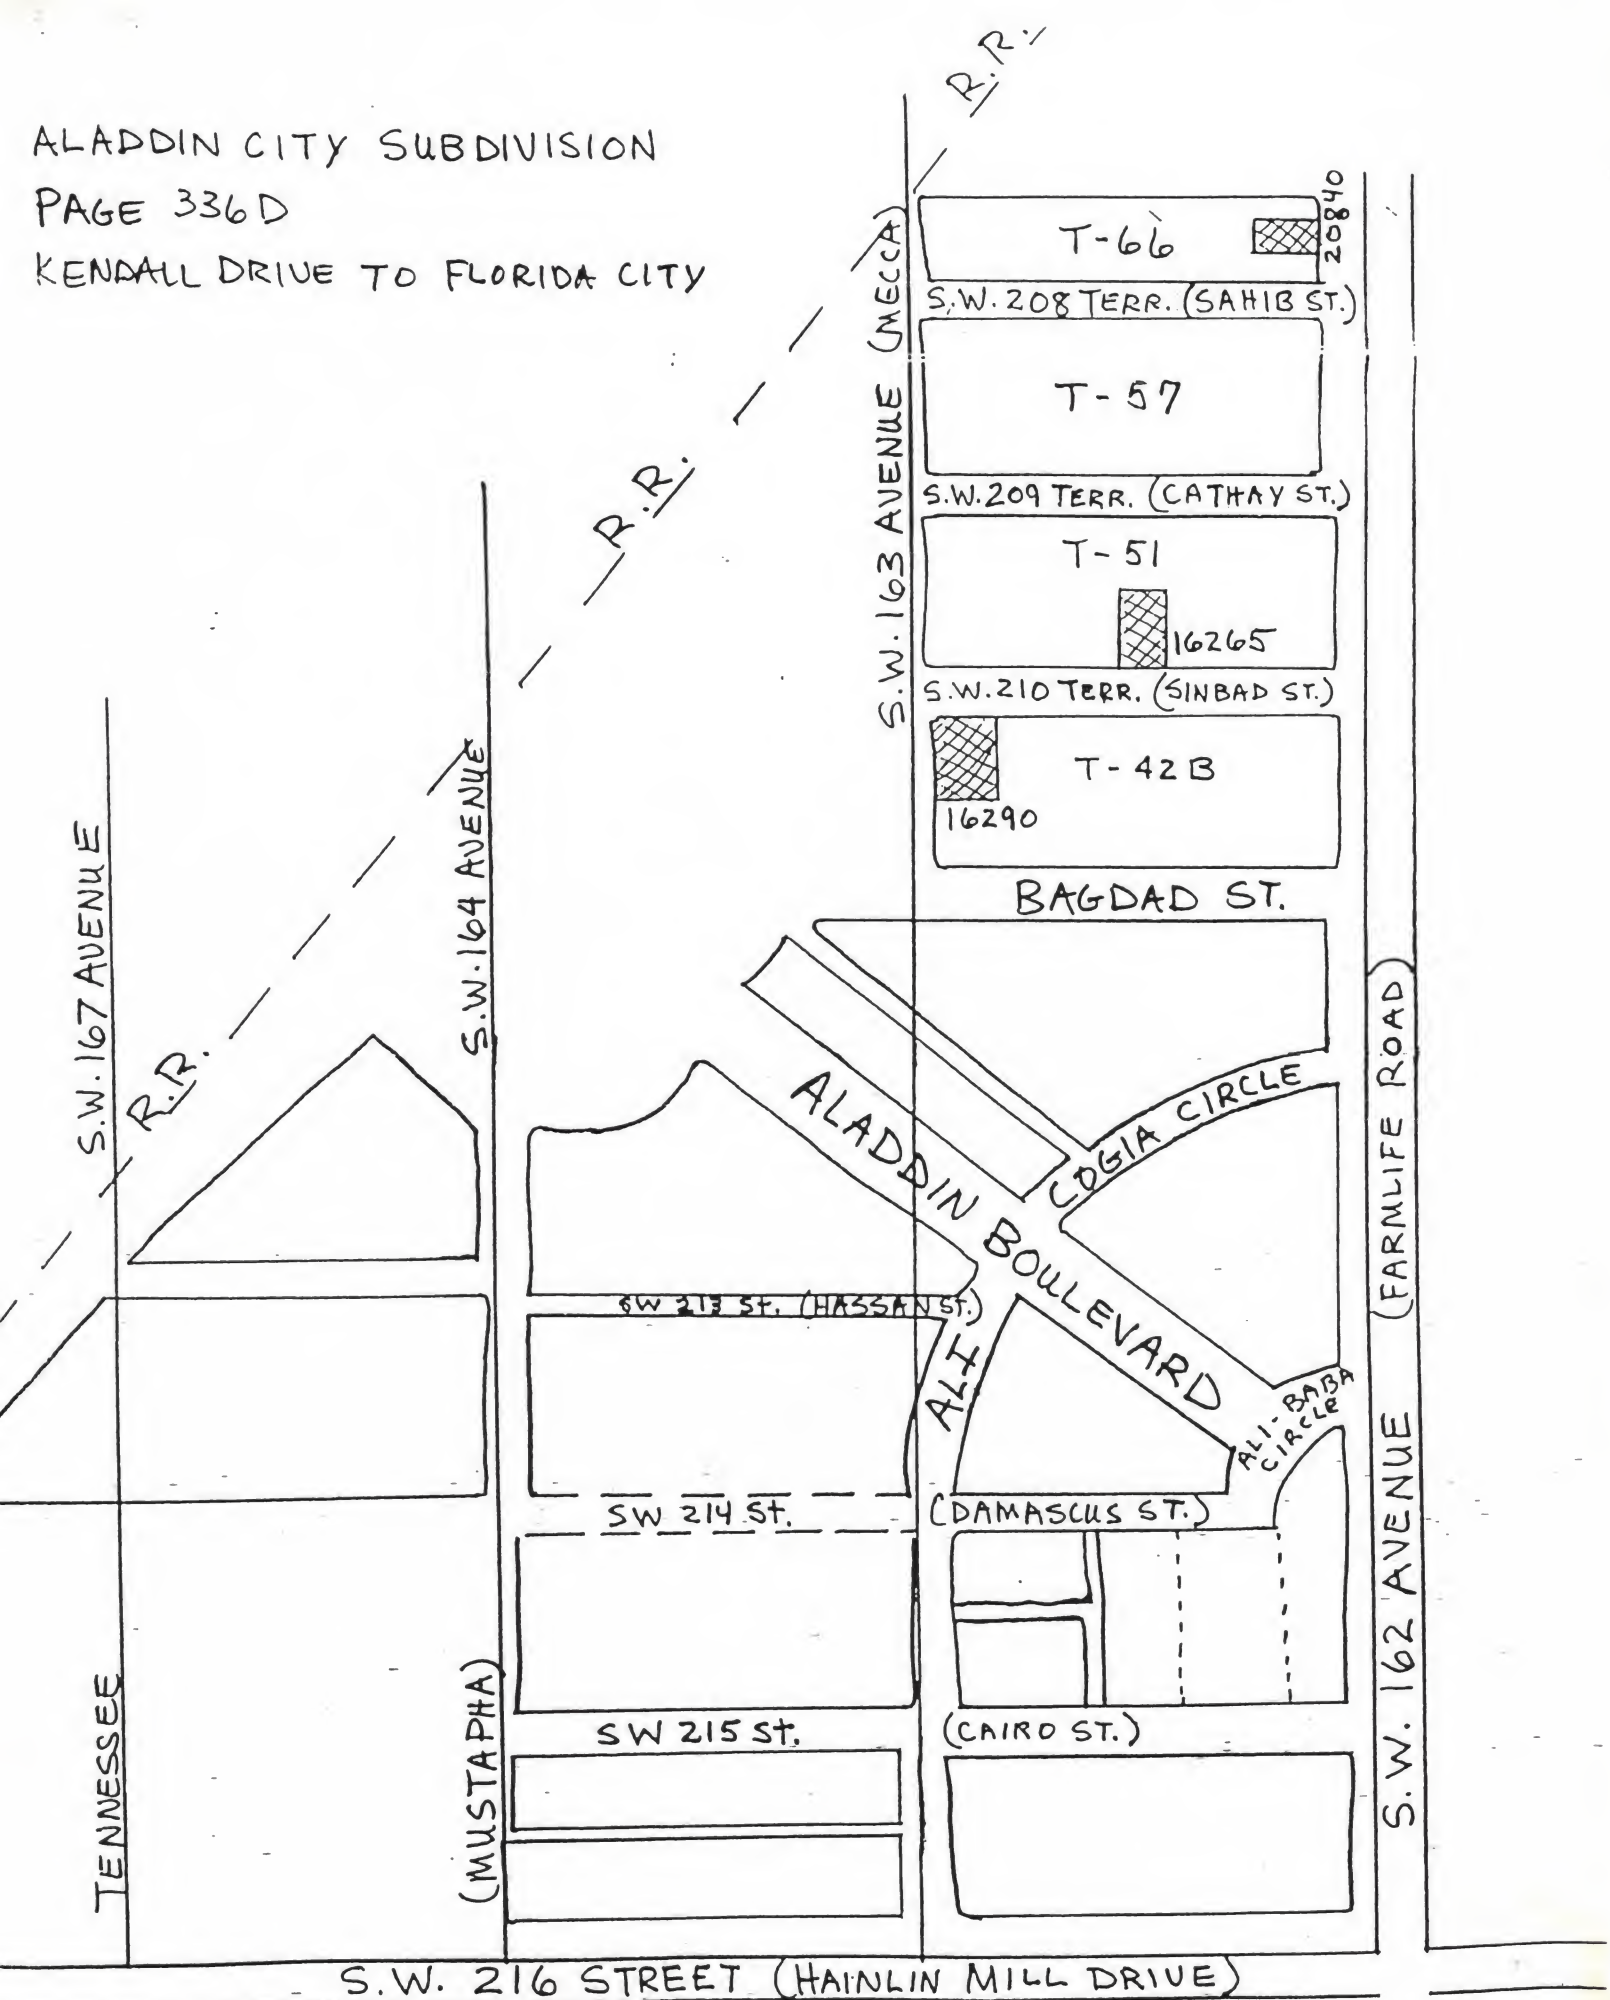 R.R.
ALADDIN CITY SUBDIVISION
PAGE 336D
KENDALL DRIVE TO FLORIDA CITY
T-66
20840
S.W. 208 TERR. (SAHIB ST.)
T-57
S.W. 209 TERR. (CATHAY ST.)
T-51
16265
S.W. 210 TERR. (SINBAD ST.)
T-42B
16290
BAGDAD ST.
S.W. 163 AVENUE (MECCA)
R.R.
S.W. 164 AVENUE
S.W. 167 AVENUE
R.R.
ALADDIN BOULEVARD
COGIA CIRCLE
(FARMLIFE ROAD)
SW 213 St. (HASSAN ST.)
ALI
ALI-BABA
CIRCLE
SW 214 St.
(DAMASCUS ST.)
S.W. 162 AVENUE
TENNESSEE
(MUSTAPHA)
SW 215 St.
(CAIRO ST.)
S.W. 216 STREET (HAINLIN MILL DRIVE)